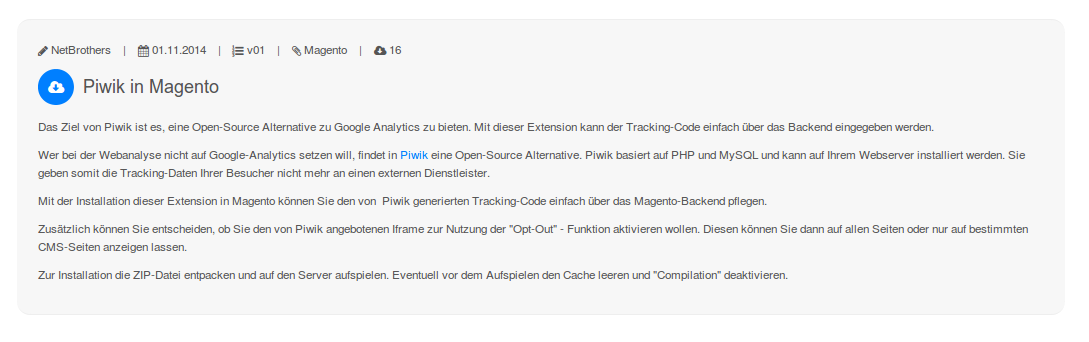 NetBrothers | 01.11.2014 | v01 | Magento | 16
Piwik in Magento
Das Ziel von Piwik ist es, eine Open-Source Alternative zu Google Analytics zu bieten. Mit dieser Extension kann der Tracking-Code einfach über das Backend eingegeben werden.
Wer bei der Webanalyse nicht auf Google-Analytics setzen will, findet in Piwik eine Open-Source Alternative. Piwik basiert auf PHP und MySQL und kann auf Ihrem Webserver installiert werden. Sie
geben somit die Tracking-Daten Ihrer Besucher nicht mehr an einen externen Dienstleister.
Mit der Installation dieser Extension in Magento können Sie den von  Piwik generierten Tracking-Code einfach über das Magento-Backend pflegen.
Zusätzlich können Sie entscheiden, ob Sie den von Piwik angebotenen Iframe zur Nutzung der "Opt-Out" - Funktion aktivieren wollen. Diesen können Sie dann auf allen Seiten oder nur auf bestimmten
CMS-Seiten anzeigen lassen.
Zur Installation die ZIP-Datei entpacken und auf den Server aufspielen. Eventuell vor dem Aufspielen den Cache leeren und "Compilation" deaktivieren.